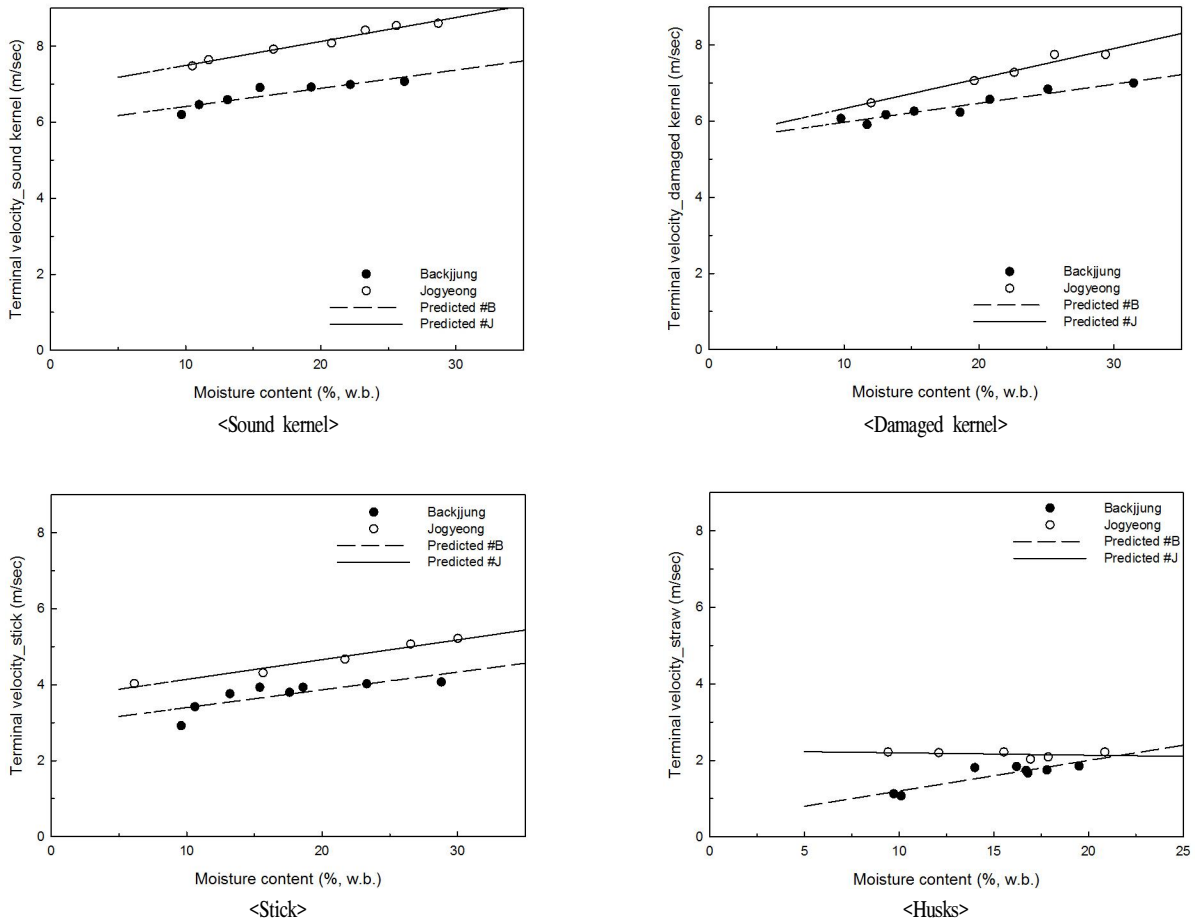 Terminal velocity_sound kernel (m/sec)
8
6
4
2
0
Backjjung
Jogyeong
Predicted #B
Predicted #J
0 10 20 30
Moisture content (%, w.b.)
<Sound kernel>
Terminal velocity_damaged kernel (m/sec)
8
6
4
2
0
Backjjung
Jogyeong
Predicted #B
Predicted #J
0 10 20 30
Moisture content (%, w.b.)
<Damaged kernel>
Terminal velocity_stick (m/sec)
8
6
4
2
0
Backjjung
Jogyeong
Predicted #B
Predicted #J
0 10 20 30
Moisture content (%, w.b.)
<Stick>
Terminal velocity_straw (m/sec)
8
6
4
2
0
Backjjung
Jogyeong
Predicted #B
Predicted #J
0 5 10 15 20 25
Moisture content (%, w.b.)
<Husks>